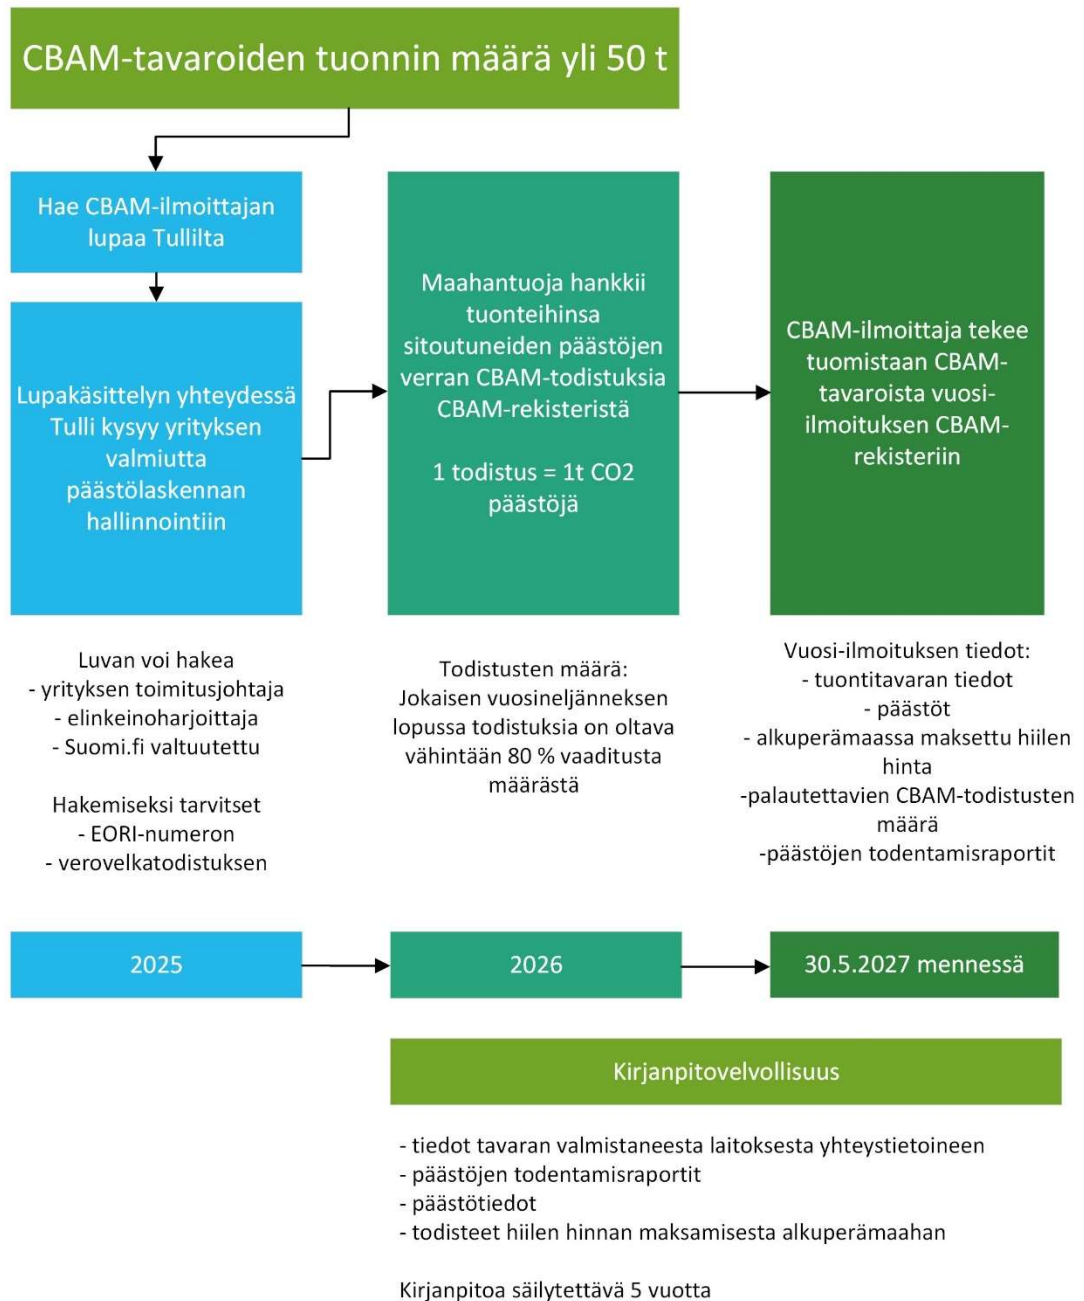 CBAM-tavaroiden tuonnin määrä yli 50 t
Hae CBAM-ilmoittajan
lupaa Tullilta
Lupakäsittelyn yhteydessä
Tulli kysyy yrityksen
valmiutta
päästölaskennan
hallinnointiin
Luvan voi hakea
- yrityksen toimitusjohtaja
- elinkeinoharjoittaja
- Suomi.fi valtuutettu
Hakemiseksi tarvitset
- EORI-numeron
- verovelkatodistuksen
Maahantuoja hankkii
tuonteihinsa
sitoutuneiden päästöjen
verran CBAM-todistuksia
CBAM-rekisteristä
1 todistus = 1t CO2
päästöjä
Todistusten määrä:
Jokaisen vuosineljänneksen
lopussa todistuksia on oltava
vähintään 80 % vaaditusta
määrästä
CBAM-ilmoittaja tekee
tuomistaan CBAM-
tavaroista vuosi-
ilmoituksen CBAM-
rekisteriin
Vuosi-ilmoituksen tiedot:
- tuontitavaran tiedot
- päästöt
- alkuperämaassa maksettu hiilen
hinta
-palautettavien CBAM-todistusten
määrä
-päästöjen todentamisraportit
2025
2026
30.5.2027 mennessä
Kirjanpitovelvollisuus
- tiedot tavaran valmistaneesta laitoksesta yhteystietoineen
- päästöjen todentamisraportit
- päästötiedot
- todisteet hiilen hinnan maksamisesta alkuperämaahan
Kirjanpitoa säilytettävä 5 vuotta